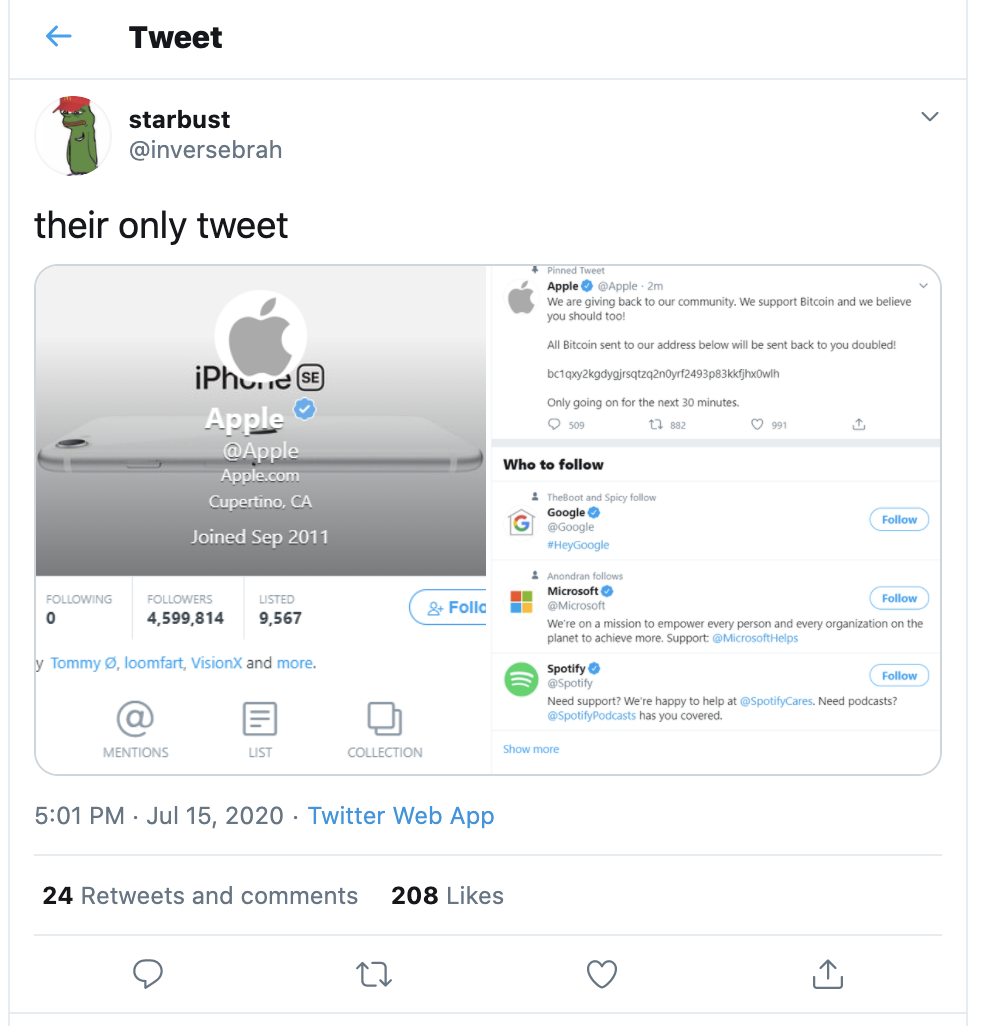 Tweet
starbust
@inversebrah
their only tweet
iPhone SE
Apple
@Apple
Apple.com
Cupertino, CA
Joined Sep 2011
FOLLOWING
0
FOLLOWERS
4,599,814
LISTED
9,567
Follo
y Tommy Ø, loomfart, VisionX and more.
MENTIONS
LIST
COLLECTION
Pinned Tweet
Apple @Apple · 2m
We are giving back to our community. We support Bitcoin and we believe
you should too!
All Bitcoin sent to our address below will be sent back to you doubled!
bc1qxy2kgdygjrsqtzq2n0yrf2493p83kkfjhx0wlh
Only going on for the next 30 minutes.
509 882 991
Who to follow
TheBoot and Spicy follow
Google
@Google
#HeyGoogle
Follow
Anondran follows
Microsoft
@Microsoft
Follow
We're on a mission to empower every person and every organization on the
planet to achieve more. Support: @MicrosoftHelps
Spotify
@Spotify
Follow
Need support? We're happy to help at @SpotifyCares. Need podcasts?
@SpotifyPodcasts has you covered.
Show more
5:01 PM · Jul 15, 2020 · Twitter Web App
24 Retweets and comments 208 Likes